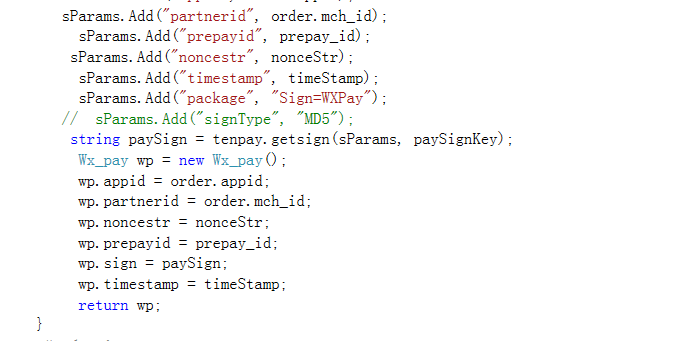 sParams.Add("partnerid", order.mch_id);
sParams.Add("prepayid", prepay_id);
sParams.Add("noncestr", nonceStr);
sParams.Add("timestamp", timeStamp);
sParams.Add("package", "Sign=WXPay");
// sParams.Add("signType", "MD5");
string paySign = tenpay.getsign(sParams, paySignKey);
Wx_pay wp = new Wx_pay();
wp.appid = order.appid;
wp.partnerid = order.mch_id;
wp.noncestr = nonceStr;
wp.prepayid = prepay_id;
wp.sign = paySign;
wp.timestamp = timeStamp;
return wp;
}